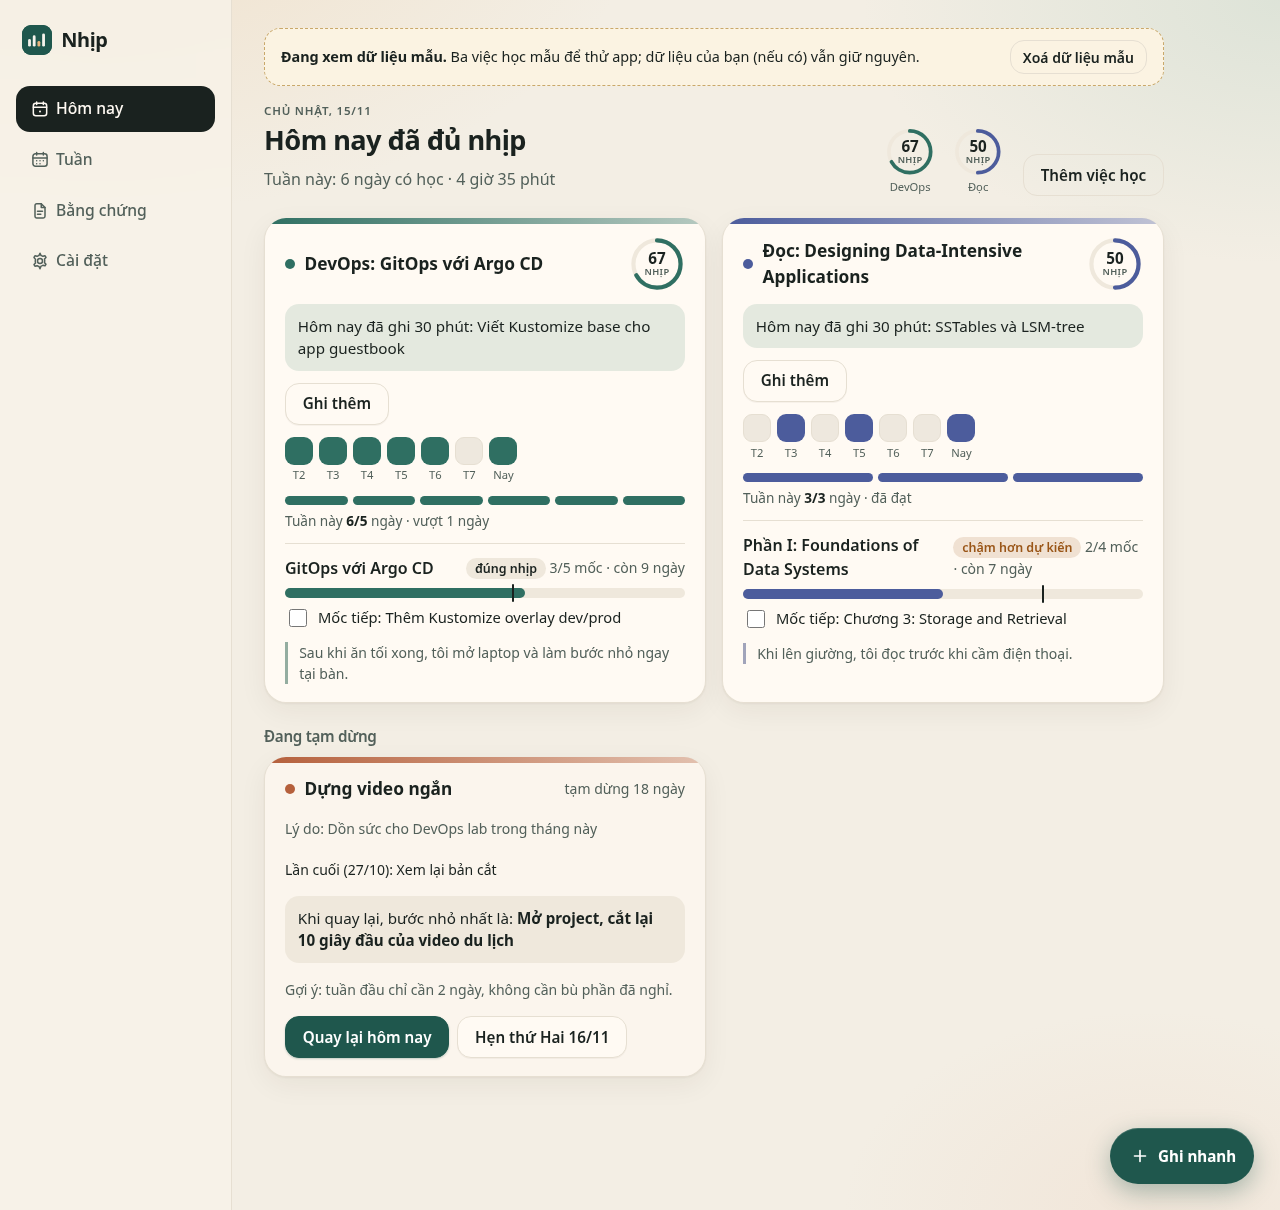 Nhịp
Hôm nay
Tuần
Bằng chứng
Cài đặt
Đang xem dữ liệu mẫu. Ba việc học mẫu để thử app; dữ liệu của bạn (nếu có) vẫn giữ nguyên.
Xoá dữ liệu mẫu
CHỦ NHẬT, 15/11
Hôm nay đã đủ nhịp
Tuần này: 6 ngày có học · 4 giờ 35 phút
67
NHỊP
DevOps
50
NHỊP
Đọc
Thêm việc học
DevOps: GitOps với Argo CD
67
NHỊP
Hôm nay đã ghi 30 phút: Viết Kustomize base cho
app guestbook
Ghi thêm
T2 T3 T4 T5 T6 T7 Nay
Tuần này 6/5 ngày · vượt 1 ngày
GitOps với Argo CD
đúng nhịp 3/5 mốc · còn 9 ngày
Mốc tiếp: Thêm Kustomize overlay dev/prod
Sau khi ăn tối xong, tôi mở laptop và làm bước nhỏ ngay
tại bàn.
Đọc: Designing Data-Intensive
Applications
50
NHỊP
Hôm nay đã ghi 30 phút: SSTables và LSM-tree
Ghi thêm
T2 T3 T4 T5 T6 T7 Nay
Tuần này 3/3 ngày · đã đạt
Phần I: Foundations of
Data Systems
chậm hơn dự kiến 2/4 mốc
· còn 7 ngày
Mốc tiếp: Chương 3: Storage and Retrieval
Khi lên giường, tôi đọc trước khi cầm điện thoại.
Đang tạm dừng
Dựng video ngắn
tạm dừng 18 ngày
Lý do: Dồn sức cho DevOps lab trong tháng này
Lần cuối (27/10): Xem lại bản cắt
Khi quay lại, bước nhỏ nhất là: Mở project, cắt lại
10 giây đầu của video du lịch
Gợi ý: tuần đầu chỉ cần 2 ngày, không cần bù phần đã nghỉ.
Quay lại hôm nay
Hẹn thứ Hai 16/11
Ghi nhanh